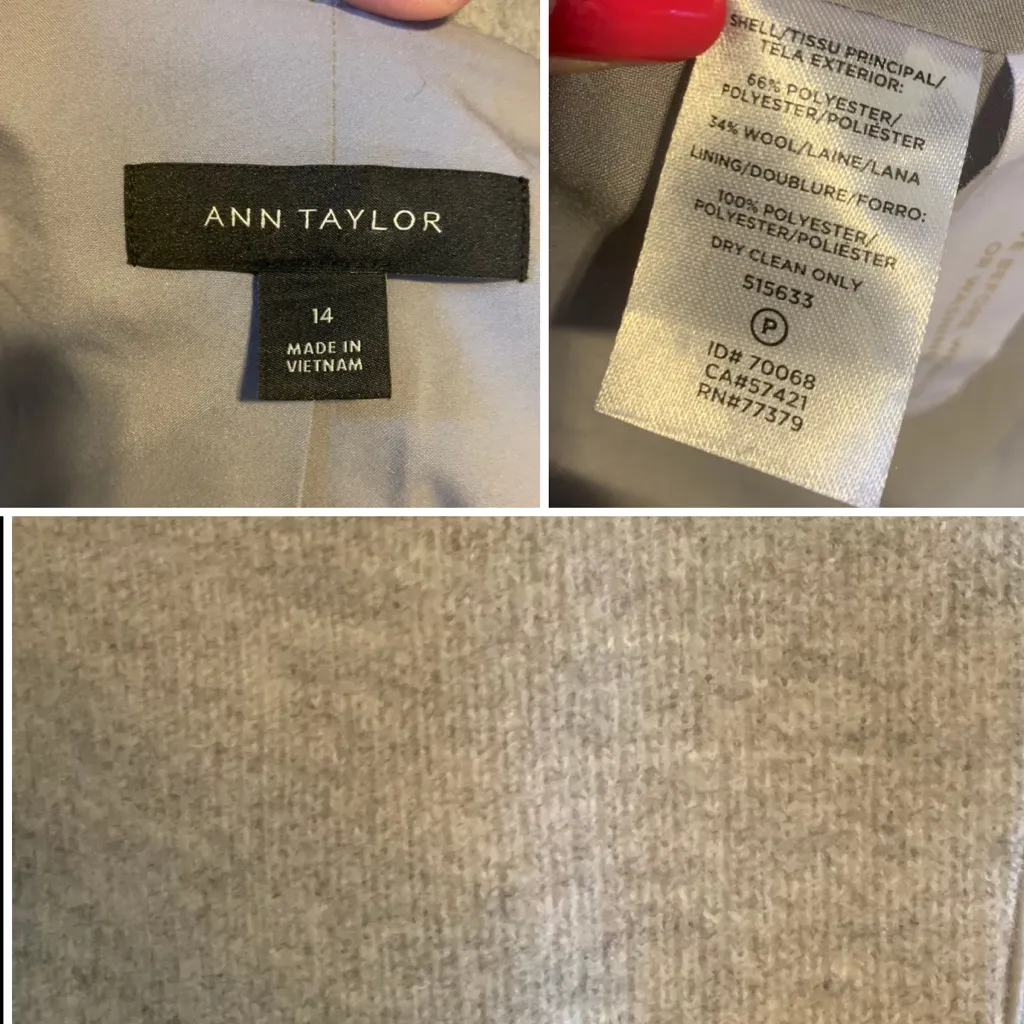 ANN TAYLOR
14
MADE IN
VIETNAM
SHELL/TISSU PRINCIPAL/
TELA EXTERIOR:
66% POLYESTER/
POLYESTER/POLIÉSTER
34% WOOL/LAINE/LANA
LINING/DOUBLURE/FORRO:
100% POLYESTER/
POLYESTER/POLIÉSTER
DRY CLEAN ONLY
515633
P
ID# 70068
CA#57421
RN#77379